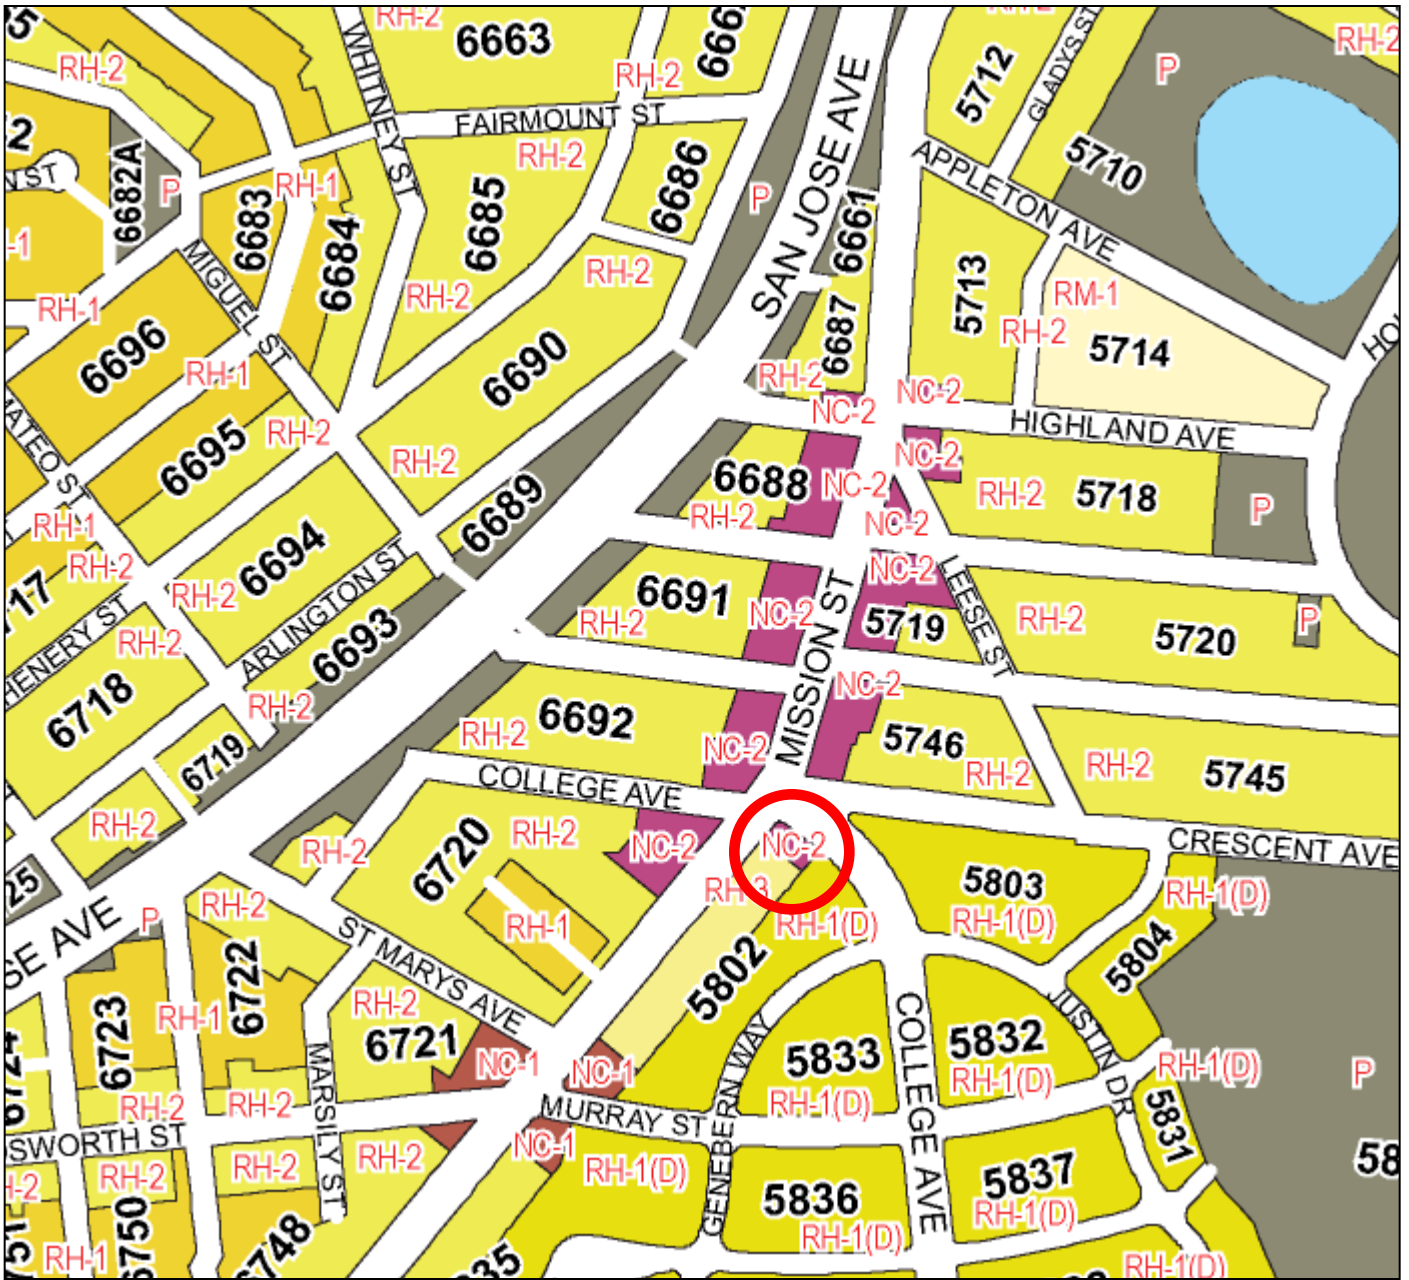 RH-2
6663
RH-2
5712
GLADYS ST
P
RH-2
RH-2
WHITNEY ST
RH-2
SAN JOSE AVE
FAIRMOUNT ST
6682A
P
RH-2
6686
APPLETON AVE
5710
RH-1
6683
6684
6685
P
6661
MIGUEL ST
RH-2
RH-2
5713
RM-1
RH-2
5714
RH-1
6696
RH-1
6690
6687
RH-2
NC-2
NC-2
HIGHLAND AVE
6695
RH-2
RH-2
6688
NC-2
NC-2
RH-2
5718
P
RH-1
6689
RH-2
NC-2
RH-2
6694
ARLINGTON ST
RH-2
6691
NC-2
MISSION ST
NC-2
5719
LEESE ST
RH-2
5720
P
RH-2
6693
RH-2
6718
RH-2
6719
RH-2
6692
NC-2
NC-2
5746
RH-2
RH-2
5745
COLLEGE AVE
RH-2
RH-2
6720
RH-2
NC-2
NC-2
CRESCENT AVE
RH-3
RH-1(D)
5803
RH-1(D)
RH-1(D)
5804
P
RH-2
RH-1
ST MARYS AVE
5802
6723
RH-1
6722
RH-2
6721
NC-1
NC-1
GENEBERN WAY
5833
RH-1(D)
COLLEGE AVE
5832
RH-1(D)
JUSTIN DR
RH-1(D)
P
RH-2
RH-2
MARSILY ST
MURRAY ST
5831
RH-2
RH-2
RH-2
NC-1
RH-1(D)
5836
RH-1(D)
5837
RH-1(D)
RH-1
6750
6748
RH-1(D)